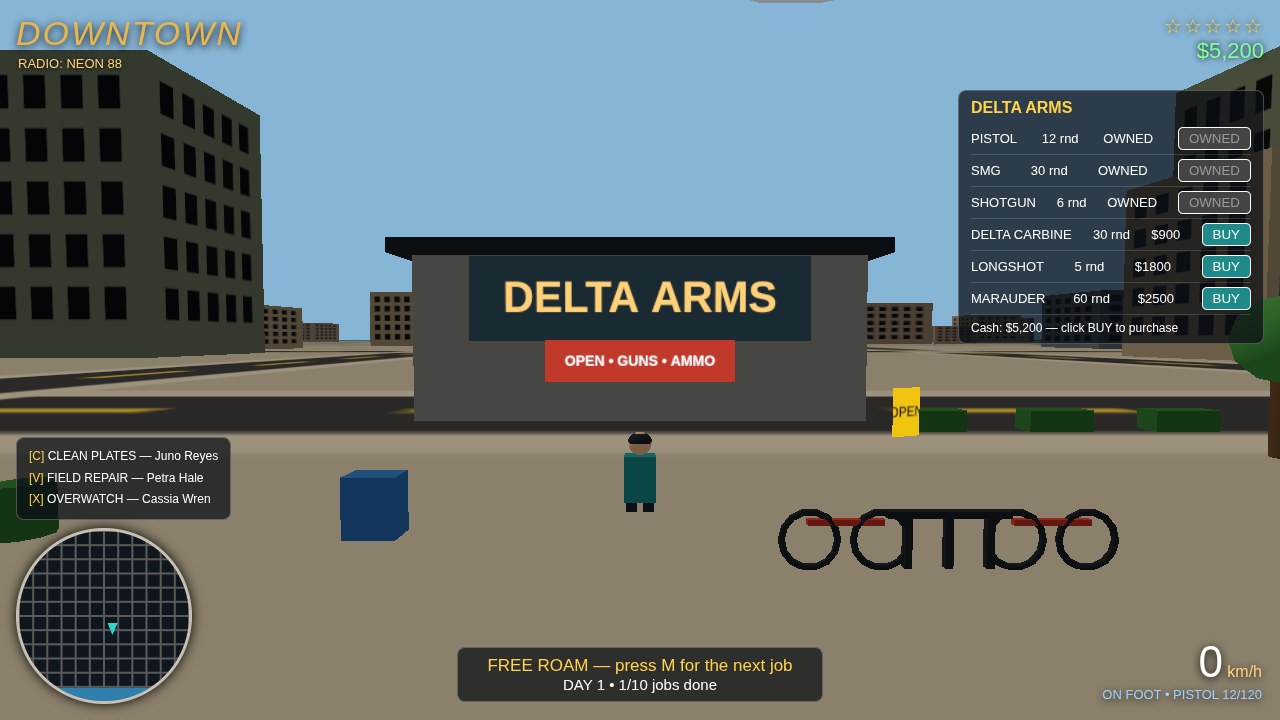 DOWNTOWN
RADIO: NEON 88
☆☆☆☆☆
$5,200
DELTA ARMS
PISTOL 12 rnd OWNED OWNED
SMG 30 rnd OWNED OWNED
SHOTGUN 6 rnd OWNED OWNED
DELTA CARBINE 30 rnd $900 BUY
LONGSHOT 5 rnd $1800 BUY
MARAUDER 60 rnd $2500 BUY
Cash: $5,200 — click BUY to purchase
DELTA ARMS
OPEN • GUNS • AMMO
OPEN
[C] CLEAN PLATES — Juno Reyes
[V] FIELD REPAIR — Petra Hale
[X] OVERWATCH — Cassia Wren
FREE ROAM — press M for the next job
DAY 1 • 1/10 jobs done
0 km/h
ON FOOT • PISTOL 12/120